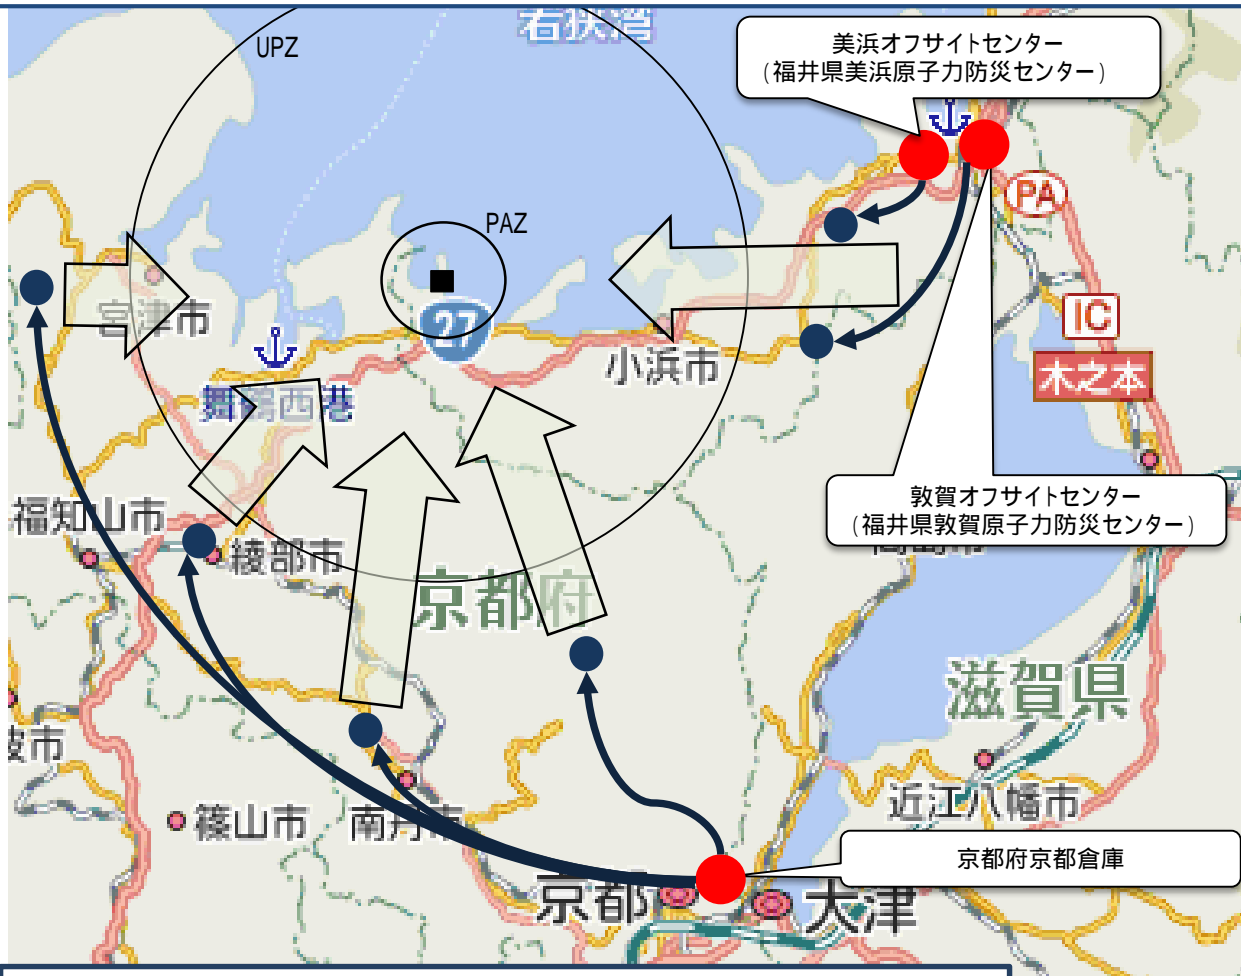 若狭湾
UPZ
美浜オフサイトセンター
(福井県美浜原子力防災センター)
PAZ
PA
宮津市
27
小浜市
IC
木之本
舞鶴西港
福知山市
綾部市
敦賀オフサイトセンター
(福井県敦賀原子力防災センター)
京都府
滋賀県
市
篠山市
南丹市
近江八幡市
京都府京都倉庫
京都
大津